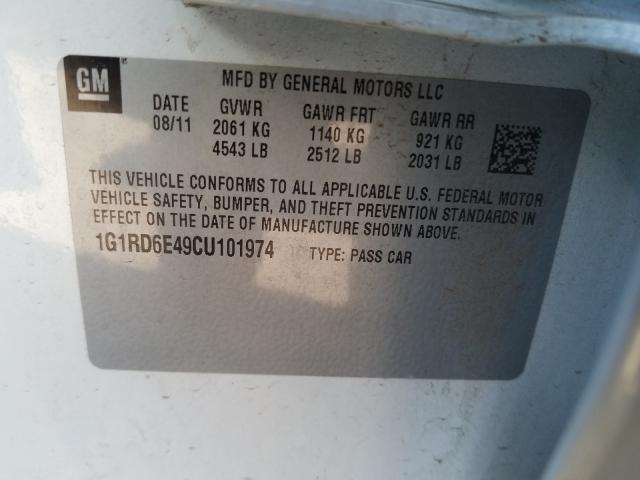 GM
MFD BY GENERAL MOTORS LLC
DATE GVWR GAWR FRT GAWR RR
08/11 2061 KG 1140 KG 921 KG
4543 LB 2512 LB 2031 LB
THIS VEHICLE CONFORMS TO ALL APPLICABLE U.S. FEDERAL MOTOR
VEHICLE SAFETY, BUMPER, AND THEFT PREVENTION STANDARDS IN
EFFECT ON THE DATE OF MANUFACTURE SHOWN ABOVE.
1G1RD6E49CU101974 TYPE: PASS CAR